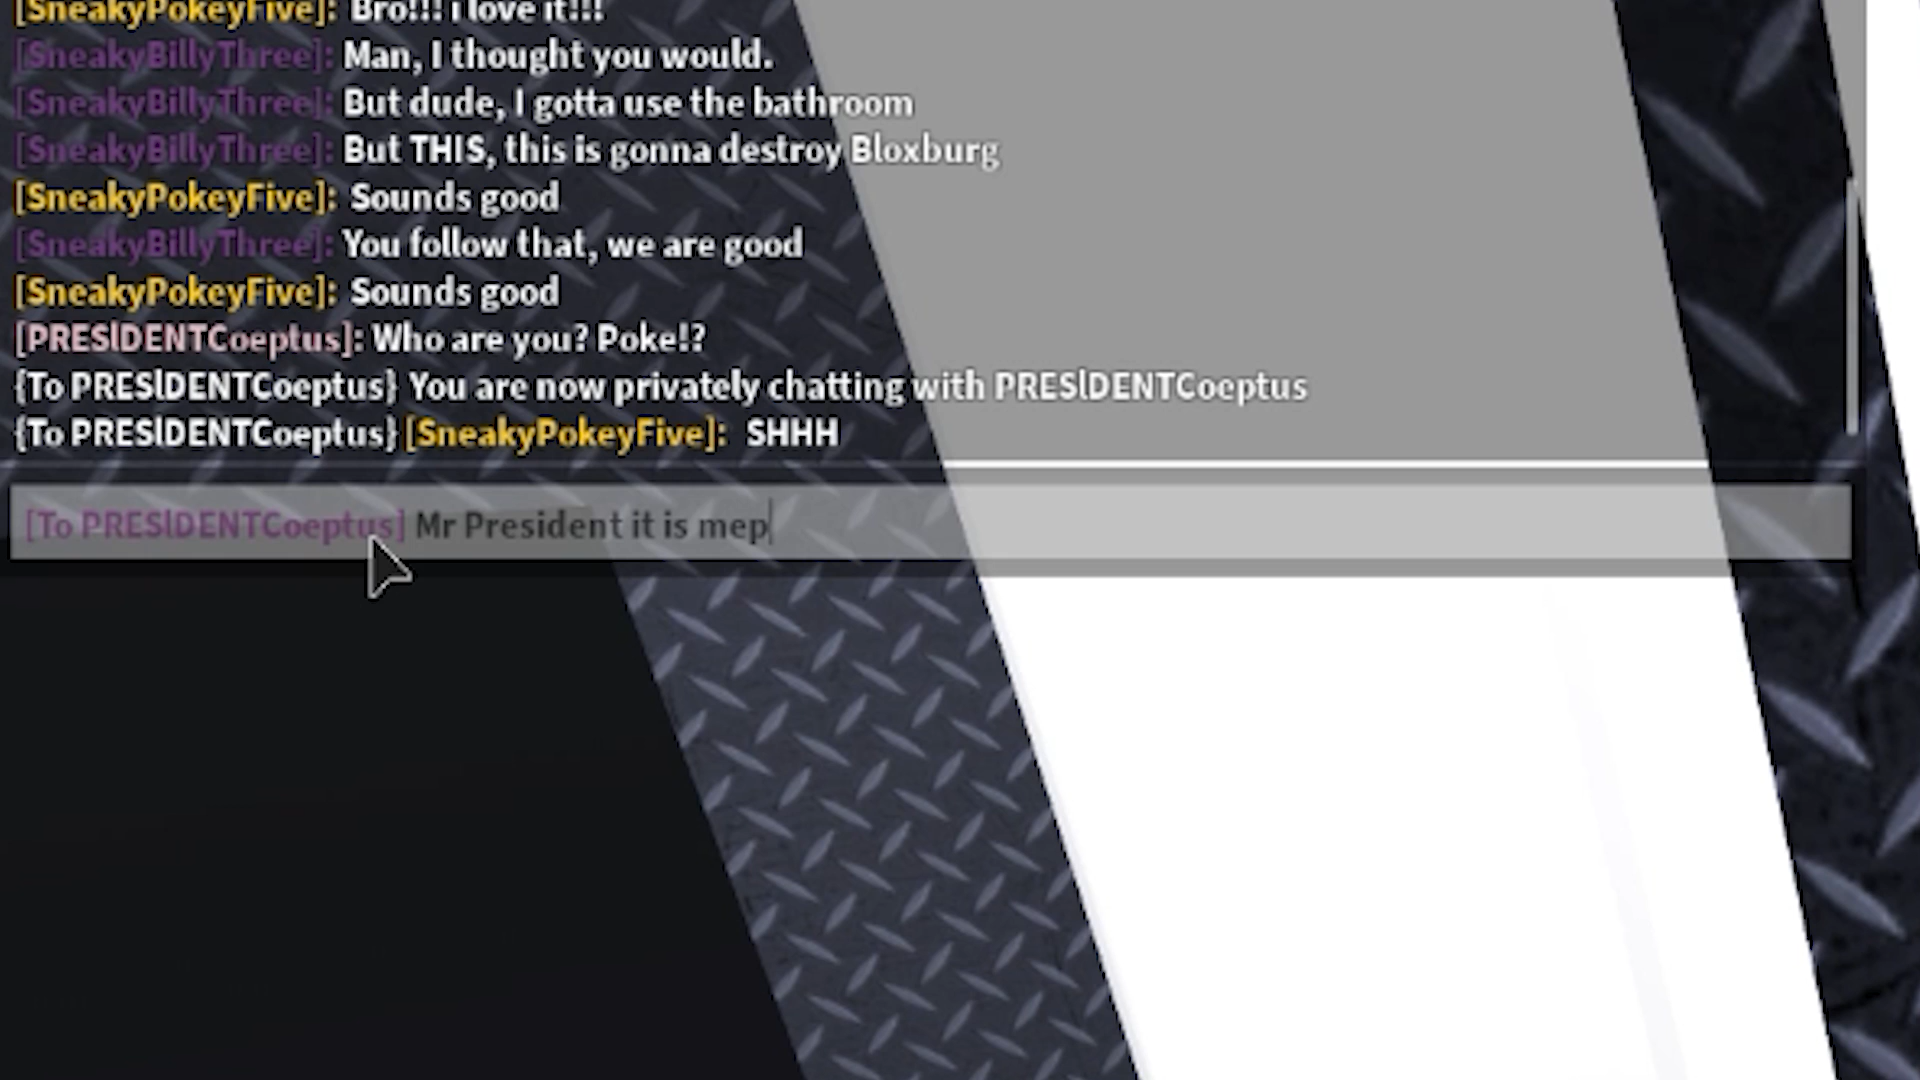 [SneakyPokeyFive]: Bro!!! i love it!!!
[SneakyBillyThree]: Man, I thought you would.
[SneakyBillyThree]: But dude, I gotta use the bathroom
[SneakyBillyThree]: But THIS, this is gonna destroy Bloxburg
[SneakyPokeyFive]: Sounds good
[SneakyBillyThree]: You follow that, we are good
[SneakyPokeyFive]: Sounds good
[PRESlDENTCoeptus]: Who are you? Poke!?
{To PRESlDENTCoeptus} You are now privately chatting with PRESlDENTCoeptus
{To PRESlDENTCoeptus} [SneakyPokeyFive]: SHHH
[To PRESlDENTCoeptus] Mr President it is mep